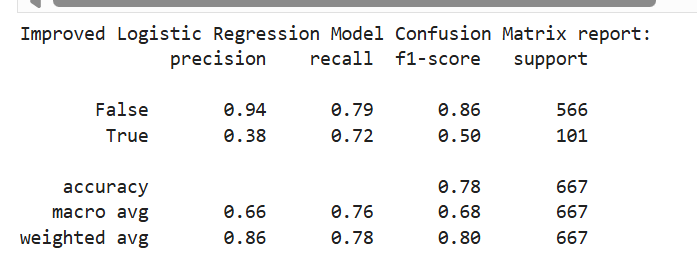 Improved Logistic Regression Model Confusion Matrix report:
precision recall f1-score support
False 0.94 0.79 0.86 566
True 0.38 0.72 0.50 101
accuracy 0.78 667
macro avg 0.66 0.76 0.68 667
weighted avg 0.86 0.78 0.80 667